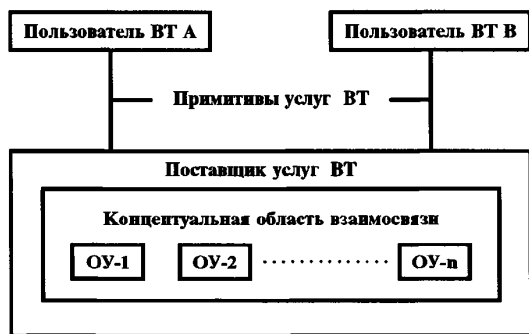 Пользователь ВТ А
Пользователь ВТ В
Примитивы услуг ВТ
Поставщик услуг ВТ
Концептуальная область взаимосвязи
ОУ-1
ОУ-2
ОУ-n